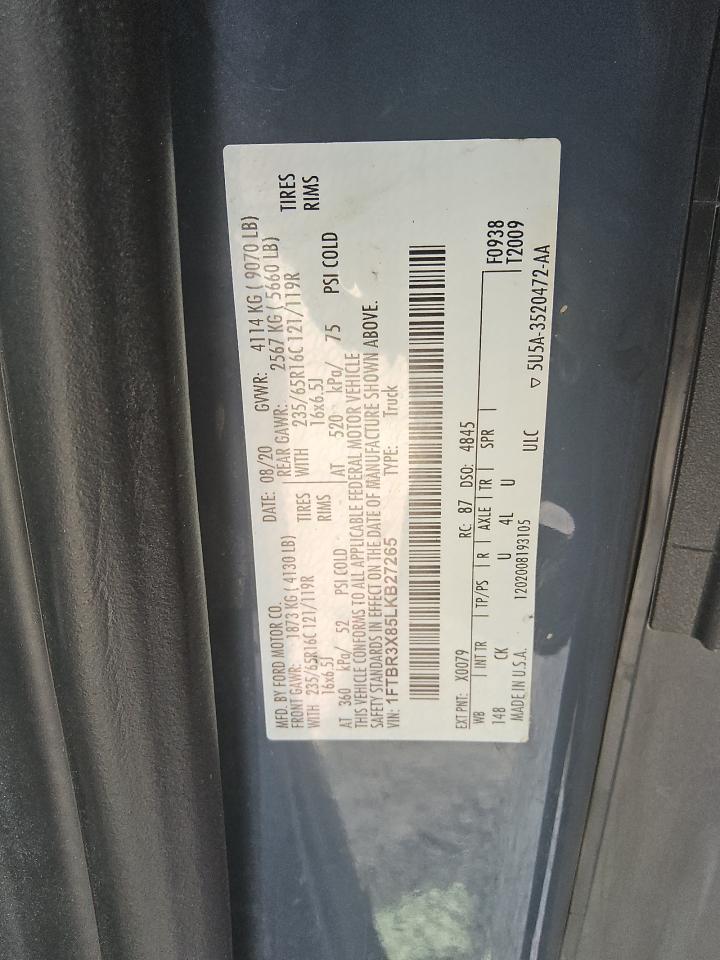 MFD. BY FORD MOTOR CO.
DATE: 08/20 GVWR: 4114 KG ( 9070 LB)
FRONT GAWR: 1873 KG ( 4130 LB) REAR GAWR: 2567 KG ( 5660 LB)
WITH 235/65R16C 121/119R TIRES WITH 235/65R16C 121/119R TIRES
16x6.5J RIMS 16x6.5J RIMS
AT 360 kPa/ 52 PSI COLD AT 520 kPa/ 75 PSI COLD
THIS VEHICLE CONFORMS TO ALL APPLICABLE FEDERAL MOTOR VEHICLE
SAFETY STANDARDS IN EFFECT ON THE DATE OF MANUFACTURE SHOWN ABOVE.
VIN: 1FTBR3X85LKB27265 TYPE: Truck
EXT PNT: X0079 RC: 87 DSO: 4845 F0938
WB INT TR TP/PS R AXLE TR SPR T2009
148 CK U 4L U
MADE IN U.S.A. 1202008193105 ULC 5U5A-3520472-AA